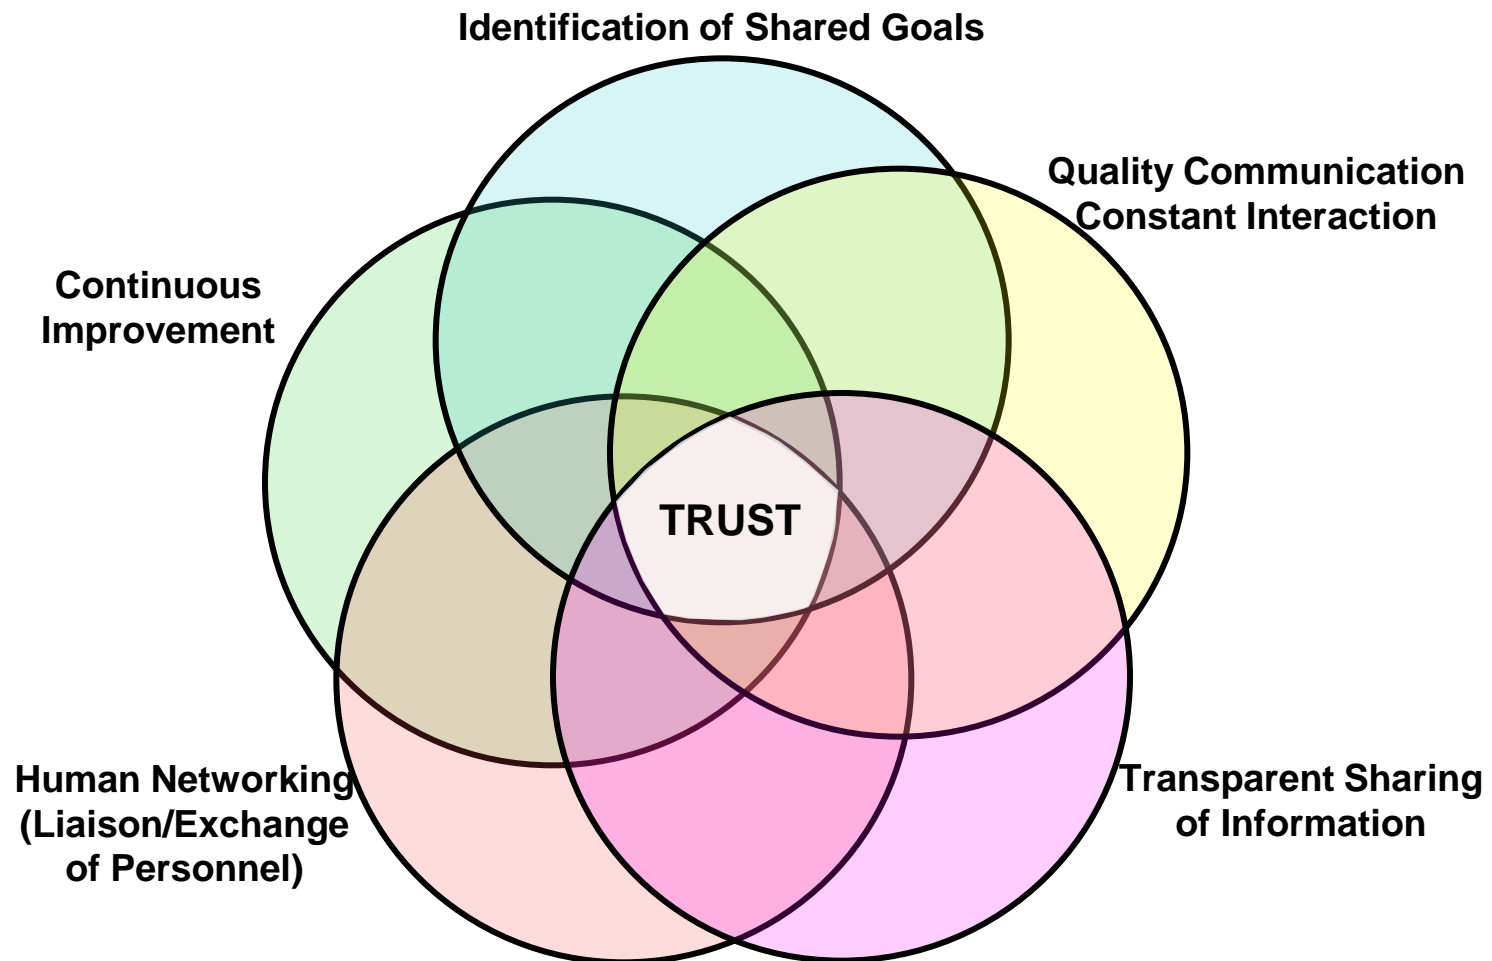 Identification of Shared Goals
Quality Communication
Constant Interaction
Continuous
Improvement
TRUST
Human Networking
(Liaison/Exchange
of Personnel)
Transparent Sharing
of Information